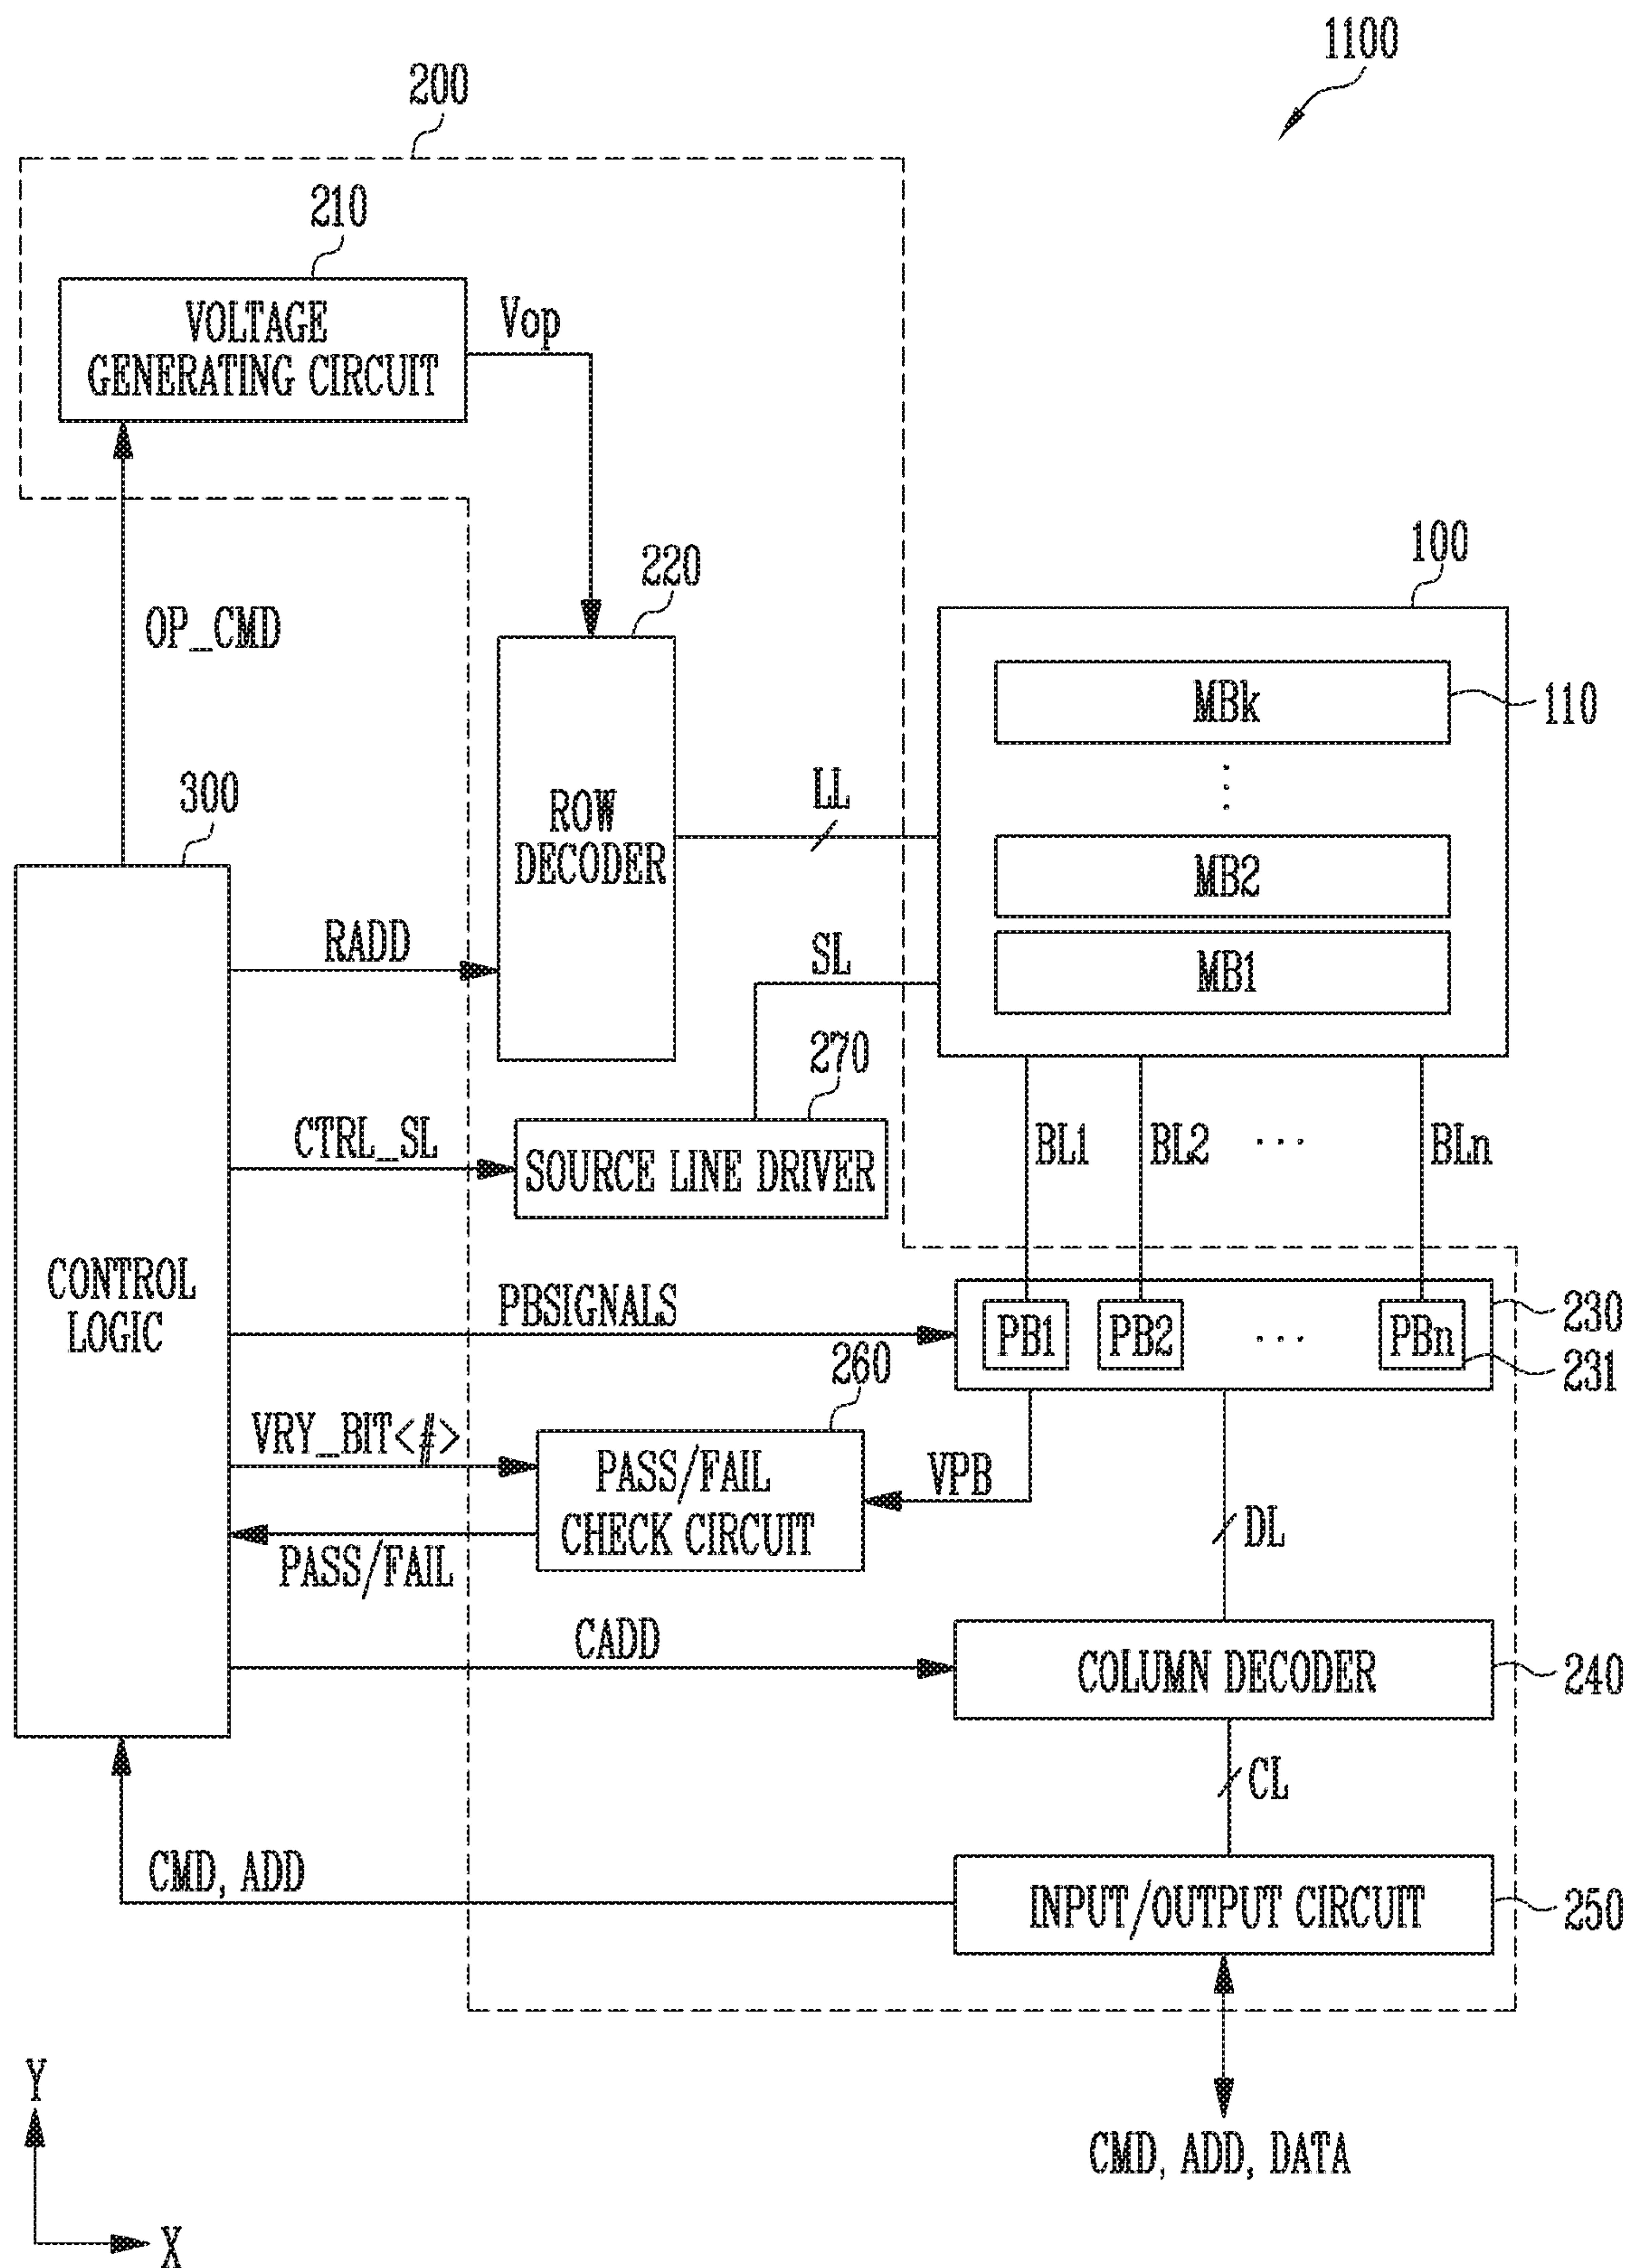 1100
200
210
VOLTAGE
GENERATING CIRCUIT
Vop
OP_CMD
220
ROW
DECODER
100
MBk
110
MB2
MB1
LL
SL
300
CONTROL
LOGIC
RADD
270
CTRL_SL
SOURCE LINE DRIVER
BL1
BL2
...
BLn
PBSIGNALS
PB1
PB2
...
PBn
230
231
260
VRY_BIT<#>
PASS/FAIL
CHECK CIRCUIT
VPB
PASS/FAIL
DL
CADD
COLUMN DECODER
240
CL
CMD, ADD
INPUT/OUTPUT CIRCUIT
250
CMD, ADD, DATA
Y
X